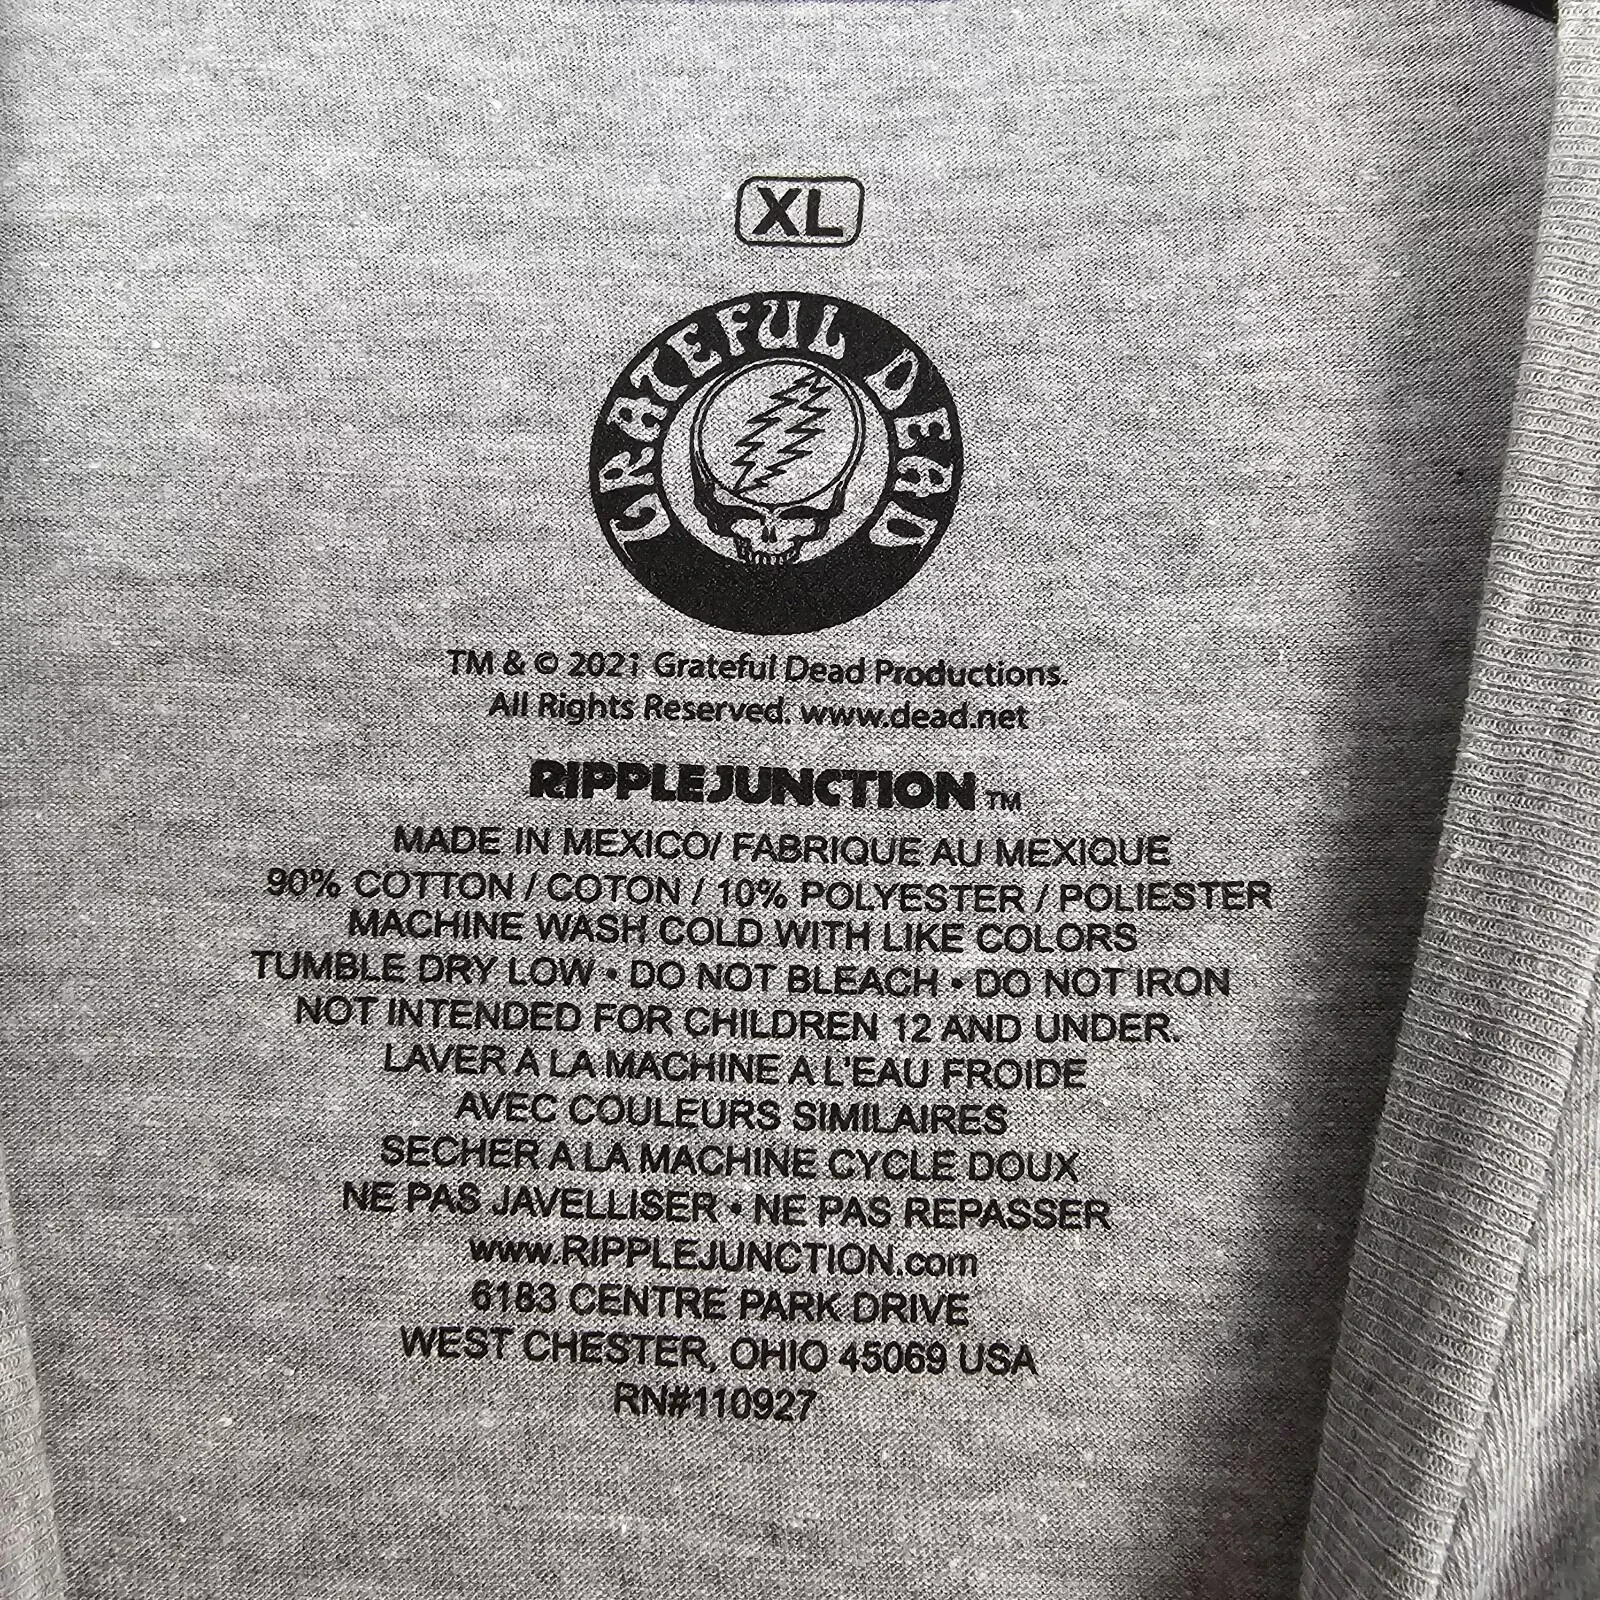 XL
GRATEFUL DEAD
TM & © 2021 Grateful Dead Productions.
All Rights Reserved. www.dead.net
RIPPLE JUNCTION TM
MADE IN MEXICO/ FABRIQUE AU MEXIQUE
90% COTTON / COTON / 10% POLYESTER / POLIESTER
MACHINE WASH COLD WITH LIKE COLORS
TUMBLE DRY LOW • DO NOT BLEACH • DO NOT IRON
NOT INTENDED FOR CHILDREN 12 AND UNDER.
LAVER A LA MACHINE A L'EAU FROIDE
AVEC COULEURS SIMILAIRES
SECHER A LA MACHINE CYCLE DOUX
NE PAS JAVELLISER • NE PAS REPASSER
www.RIPPLEJUNCTION.com
6183 CENTRE PARK DRIVE
WEST CHESTER, OHIO 45069 USA
RN#110927